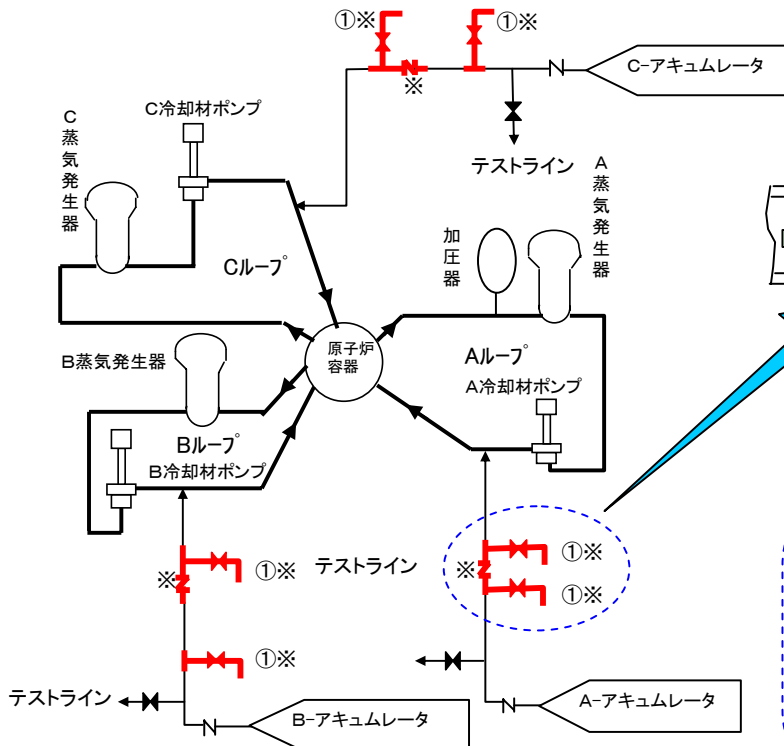 ①※
①※
※
C-アキュムレータ
テストライン
C冷却材ポンプ
C蒸気発生器
A蒸気発生器
加圧器
Cループ
原子炉
容器
Aループ
A冷却材ポンプ
B蒸気発生器
Bループ
B冷却材ポンプ
※
①※
テストライン
※
①※
①※
①※
テストライン
B-アキュムレータ
A-アキュムレータ